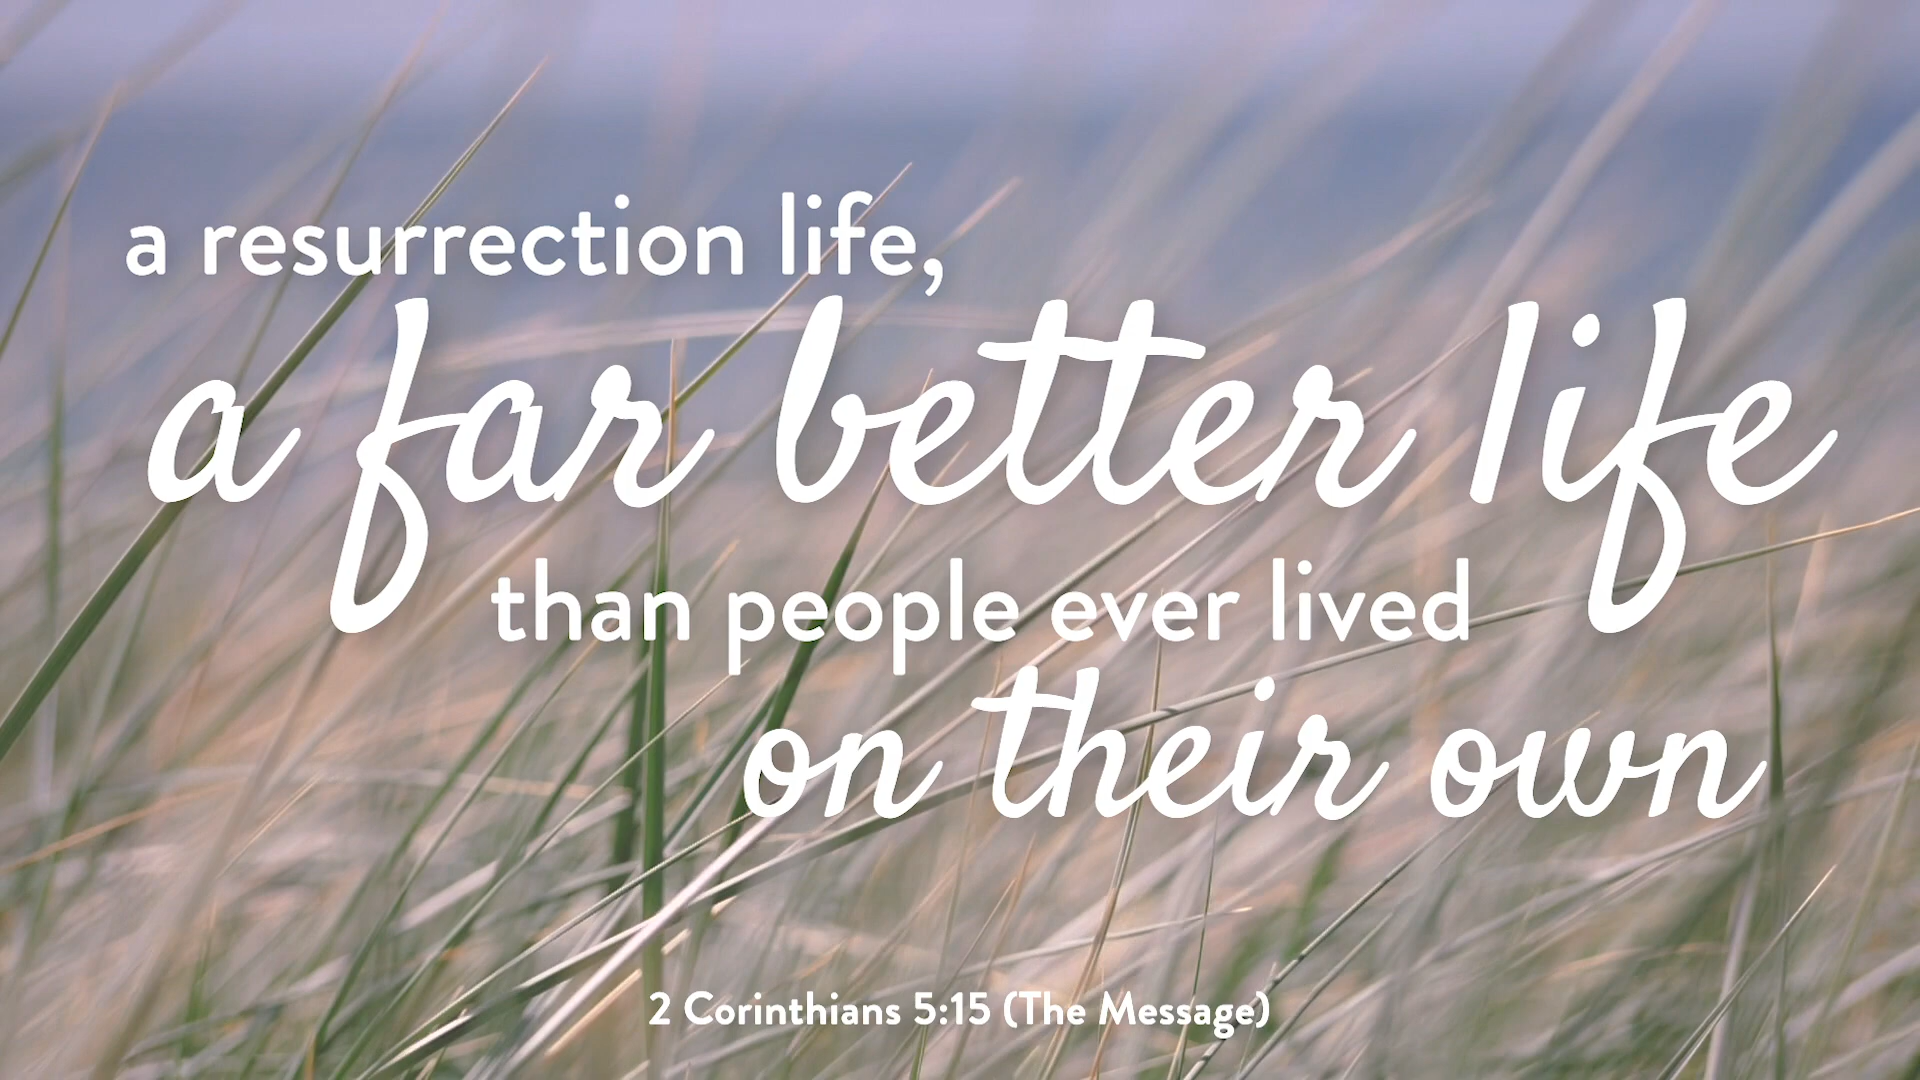 a resurrection life,
a far better life
than people ever lived
on their own
2 Corinthians 5:15 (The Message)